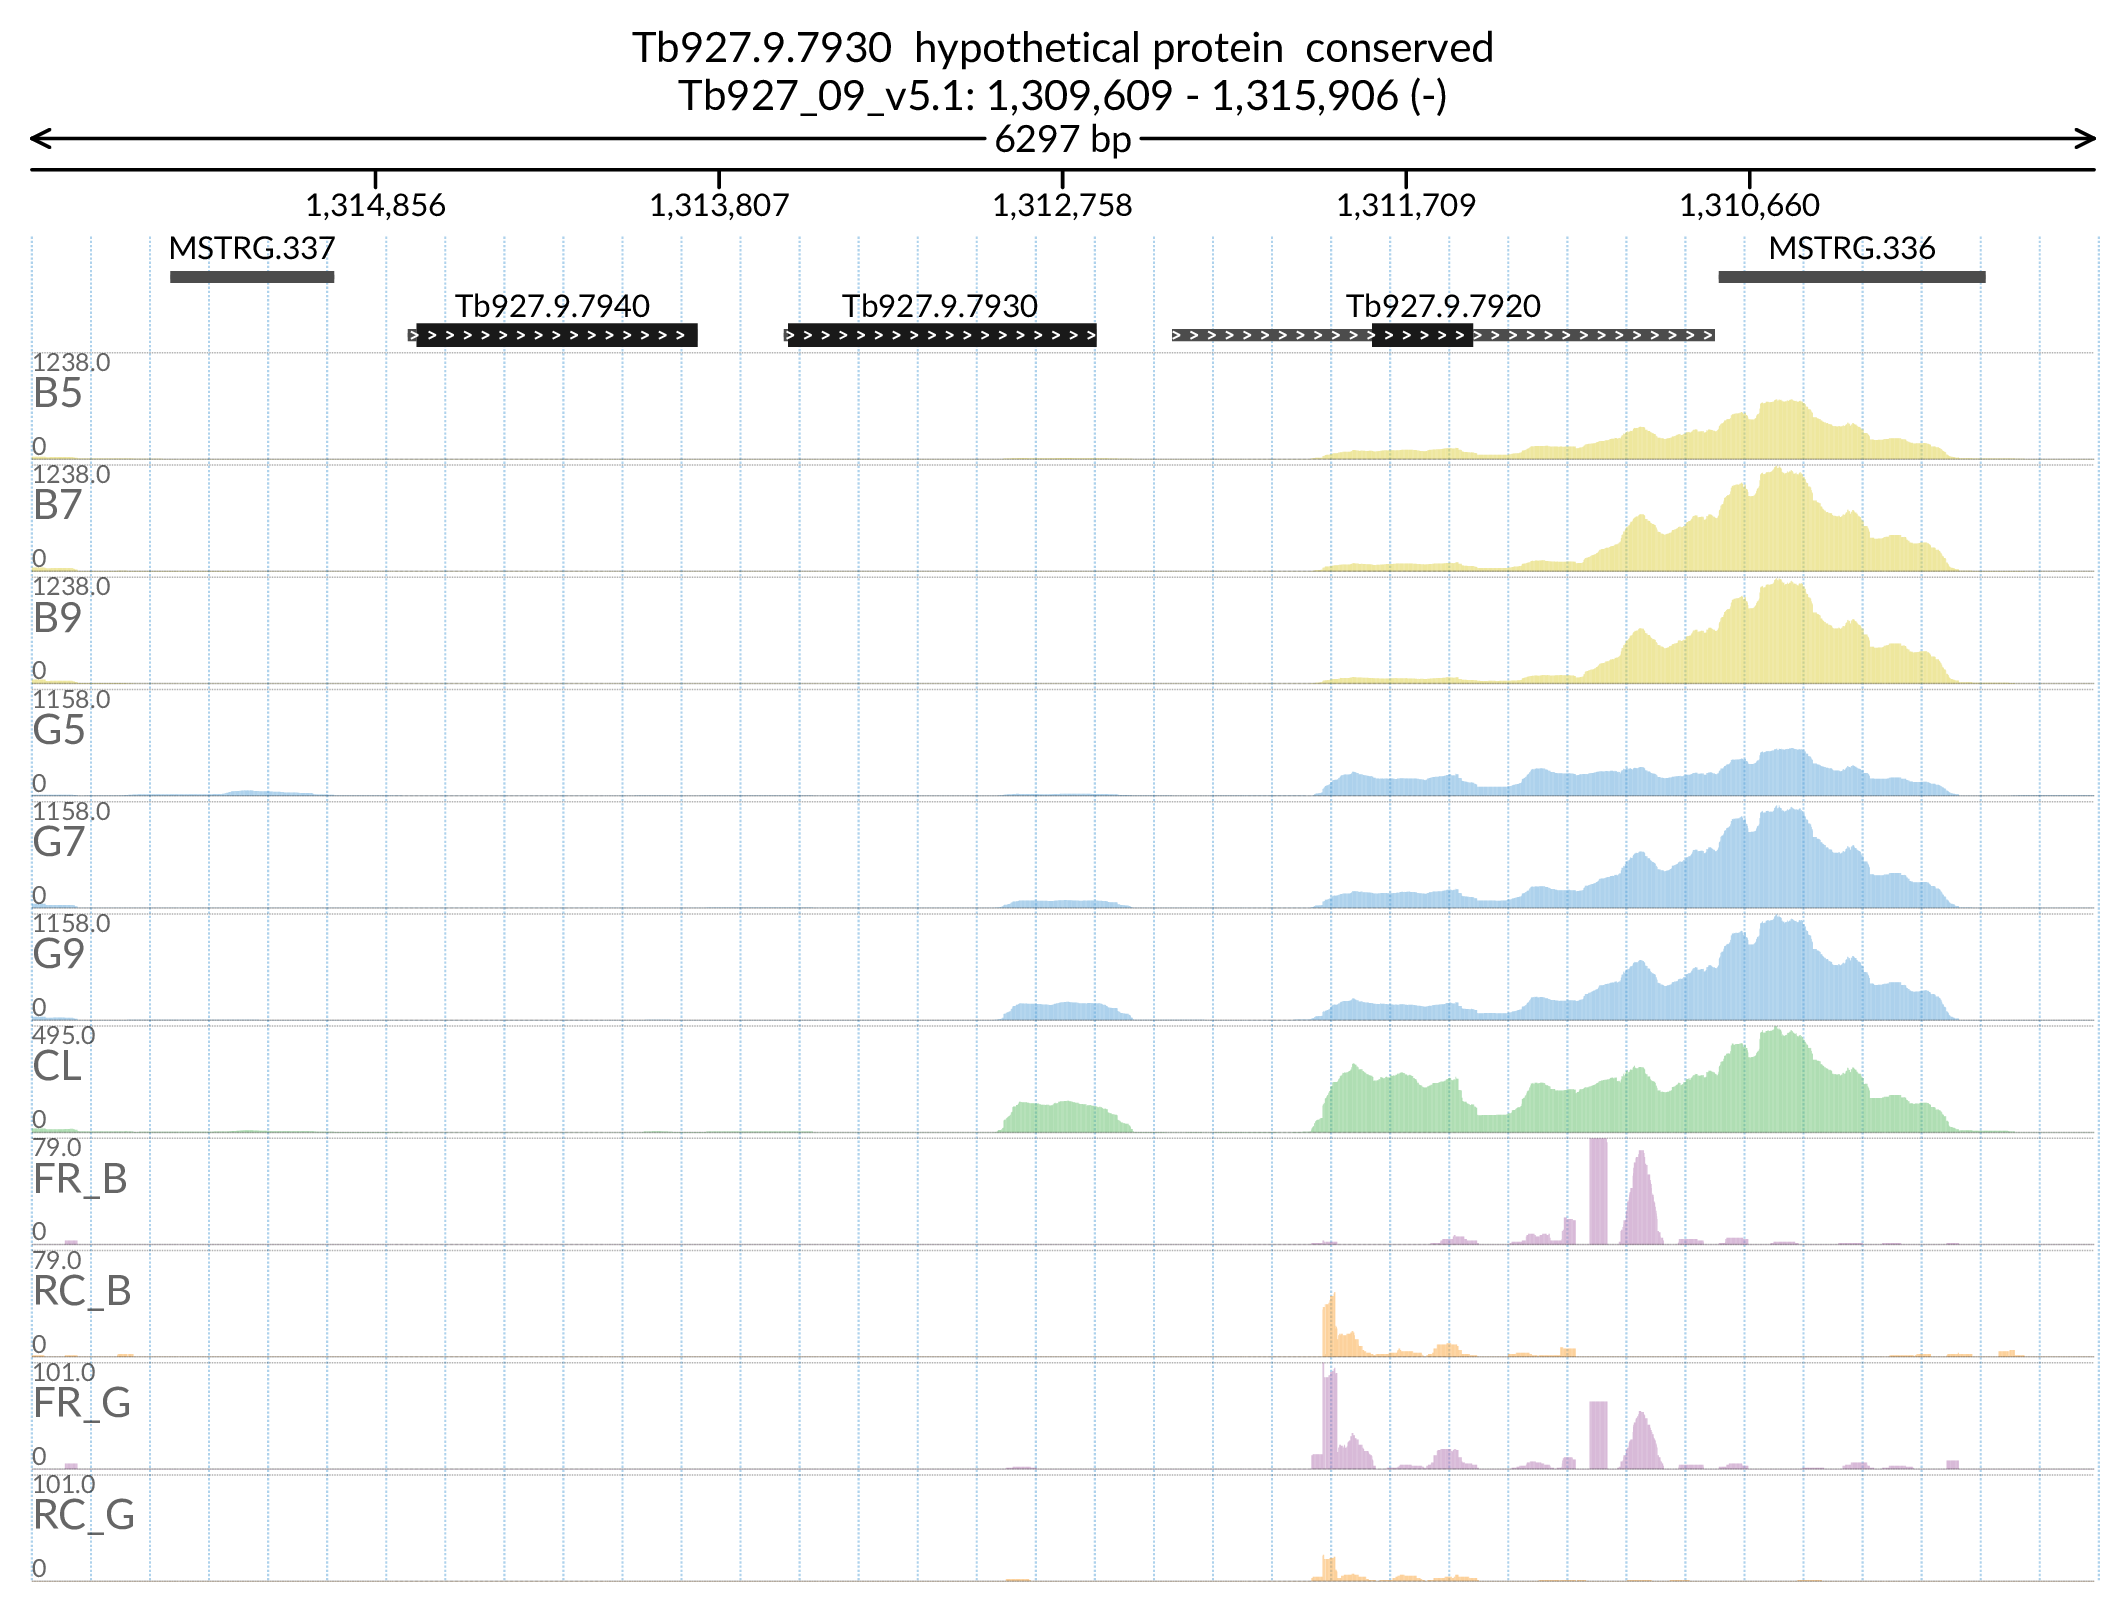 Tb927.9.7930  hypothetical protein  conserved
Tb927_09_v5.1: 1,309,609 - 1,315,906 (-)
6297 bp
1,314,856 1,313,807 1,312,758 1,311,709 1,310,660
MSTRG.337 MSTRG.336
Tb927.9.7940 Tb927.9.7930 Tb927.9.7920
1238.0
B5
0
1238.0
B7
0
1238.0
B9
0
1158.0
G5
0
1158.0
G7
0
1158.0
G9
0
495.0
CL
0
79.0
FR_B
0
79.0
RC_B
0
101.0
FR_G
0
101.0
RC_G
0